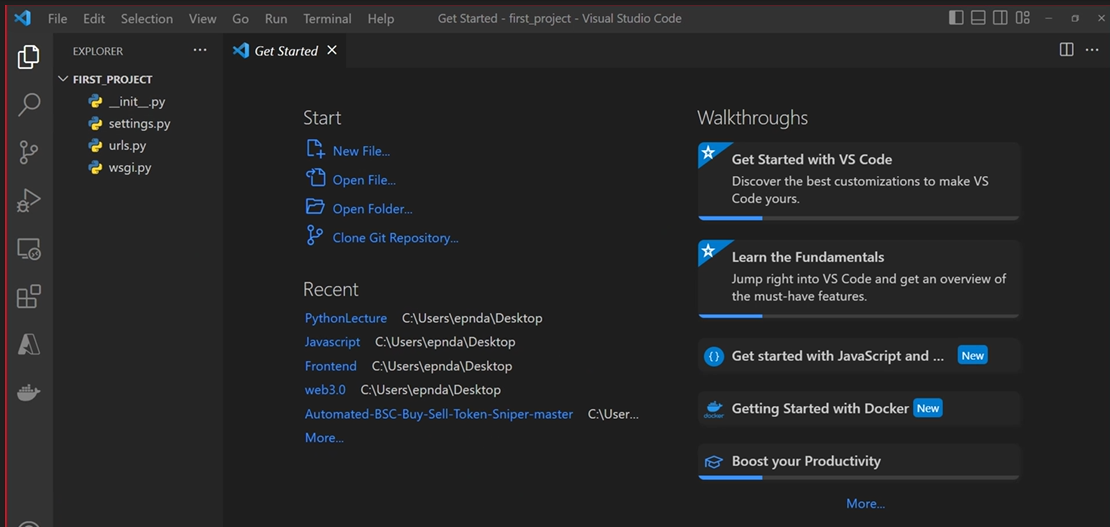 File Edit Selection View Go Run Terminal Help Get Started - first_project - Visual Studio Code
EXPLORER
FIRST_PROJECT
__init__.py
settings.py
urls.py
wsgi.py
Get Started
Start
New File...
Open File...
Open Folder...
Clone Git Repository...
Recent
PythonLecture C:\Users\epnda\Desktop
Javascript C:\Users\epnda\Desktop
Frontend C:\Users\epnda\Desktop
web3.0 C:\Users\epnda\Desktop
Automated-BSC-Buy-Sell-Token-Sniper-master C:\User...
More...
Walkthroughs
Get Started with VS Code
Discover the best customizations to make VS
Code yours.
Learn the Fundamentals
Jump right into VS Code and get an overview of
the must-have features.
Get started with JavaScript and ... New
docker
Getting Started with Docker New
Boost your Productivity
More...